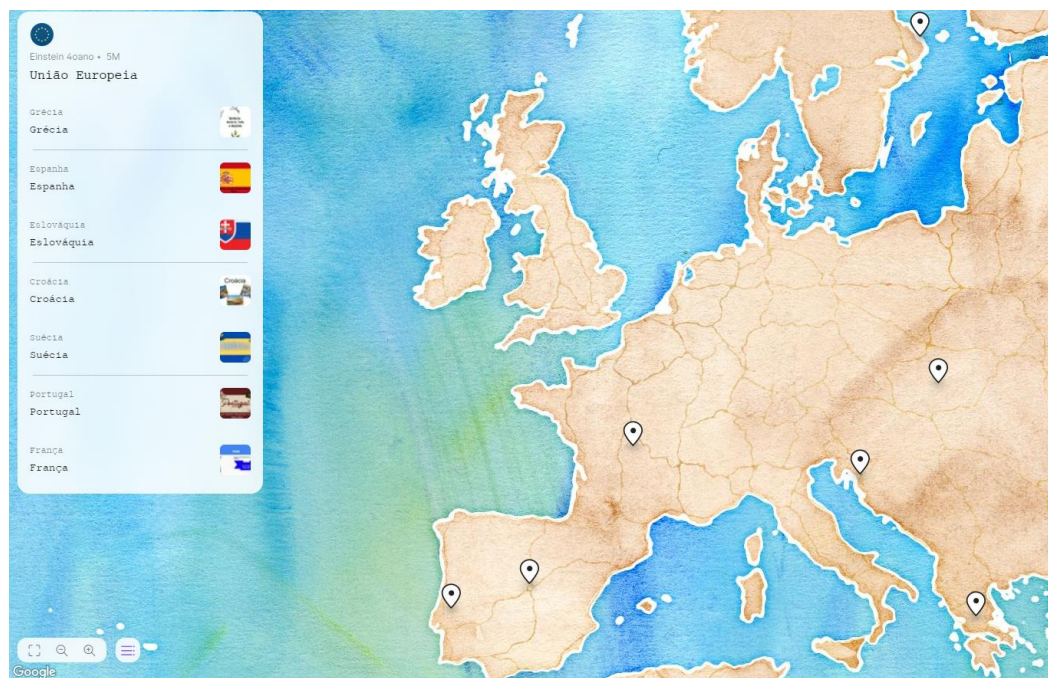 Einstein 4oano • 5M
União Europeia
Grécia
Grécia
Espanha
Espanha
Eslováquia
Eslováquia
Croácia
Croácia
Croácia
Suécia
Suécia
Portugal
Portugal
Portugal
França
França
Google